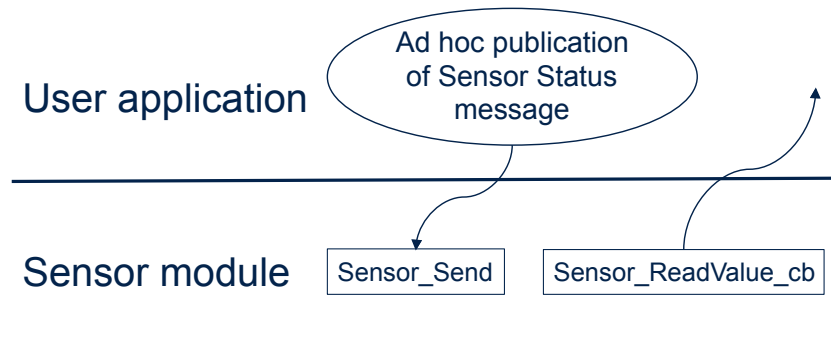 Ad hoc publication
of Sensor Status
message
User application
Sensor module
Sensor_Send
Sensor_ReadValue_cb